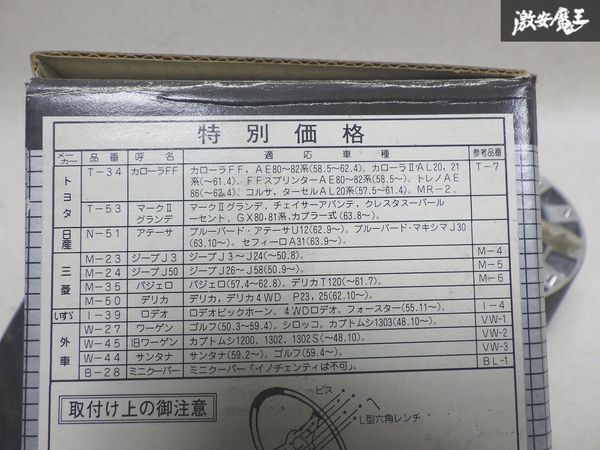 激安魔王
特別価格
メーカー 品番 呼名 適応車種 参考品番
トヨタ T-34 カローラFF カローラFF，AE80～82系(58.5～62.4)，カローラⅡAL20，21 T-7
系(～61.4) FFスプリンターAE80～82系(58.5～)，トレノAE
86(～62.4)，コルサ，ターセルAL20系(57.5～61.4)，MR-2．
T-53 マークⅡグランデ マークⅡグランデ，チェイサーアバンテ，クレスタスーパール
ーセント，GX80・81系，カプラー式(63.8～)．
日産 N-51 アテーサ ブルーバード・アテーサU12(62.9～)，ブルーバード・マキシマJ30
(63.10～)，セフィーロA31(63.9～)．
三菱 M-23 ジープJ3 ジープJ3～J24(～50.8)． M-4
M-24 ジープJ50 ジープJ26～J58(50.9～)． M-5
M-35 パジェロ パジェロ(57.4～62.8)，デリカT120(～61.7)． M-6
M-50 デリカ デリカ，デリカ4WD P23，25(62.10～)．
いすゞ I-39 ロデオ ロデオビックホーン，4WDロデオ，フォースター(55.11～)． I-4
外車 W-27 ワーゲン ゴルフ(50.3～59.4)，シロッコ，カブトムシ1303(48.10～)． VW-1
W-45 旧ワーゲン カブトムシ1200，1302，1302S(～48.10)． VW-2
W-44 サンタナ サンタナ(59.2～)，ゴルフ(59.4～)． VW-3
B-28 ミニクーパー ミニクーパー「イノチェンティは不可」． BL-1
取付け上の御注意
ビス
L型六角レンチ